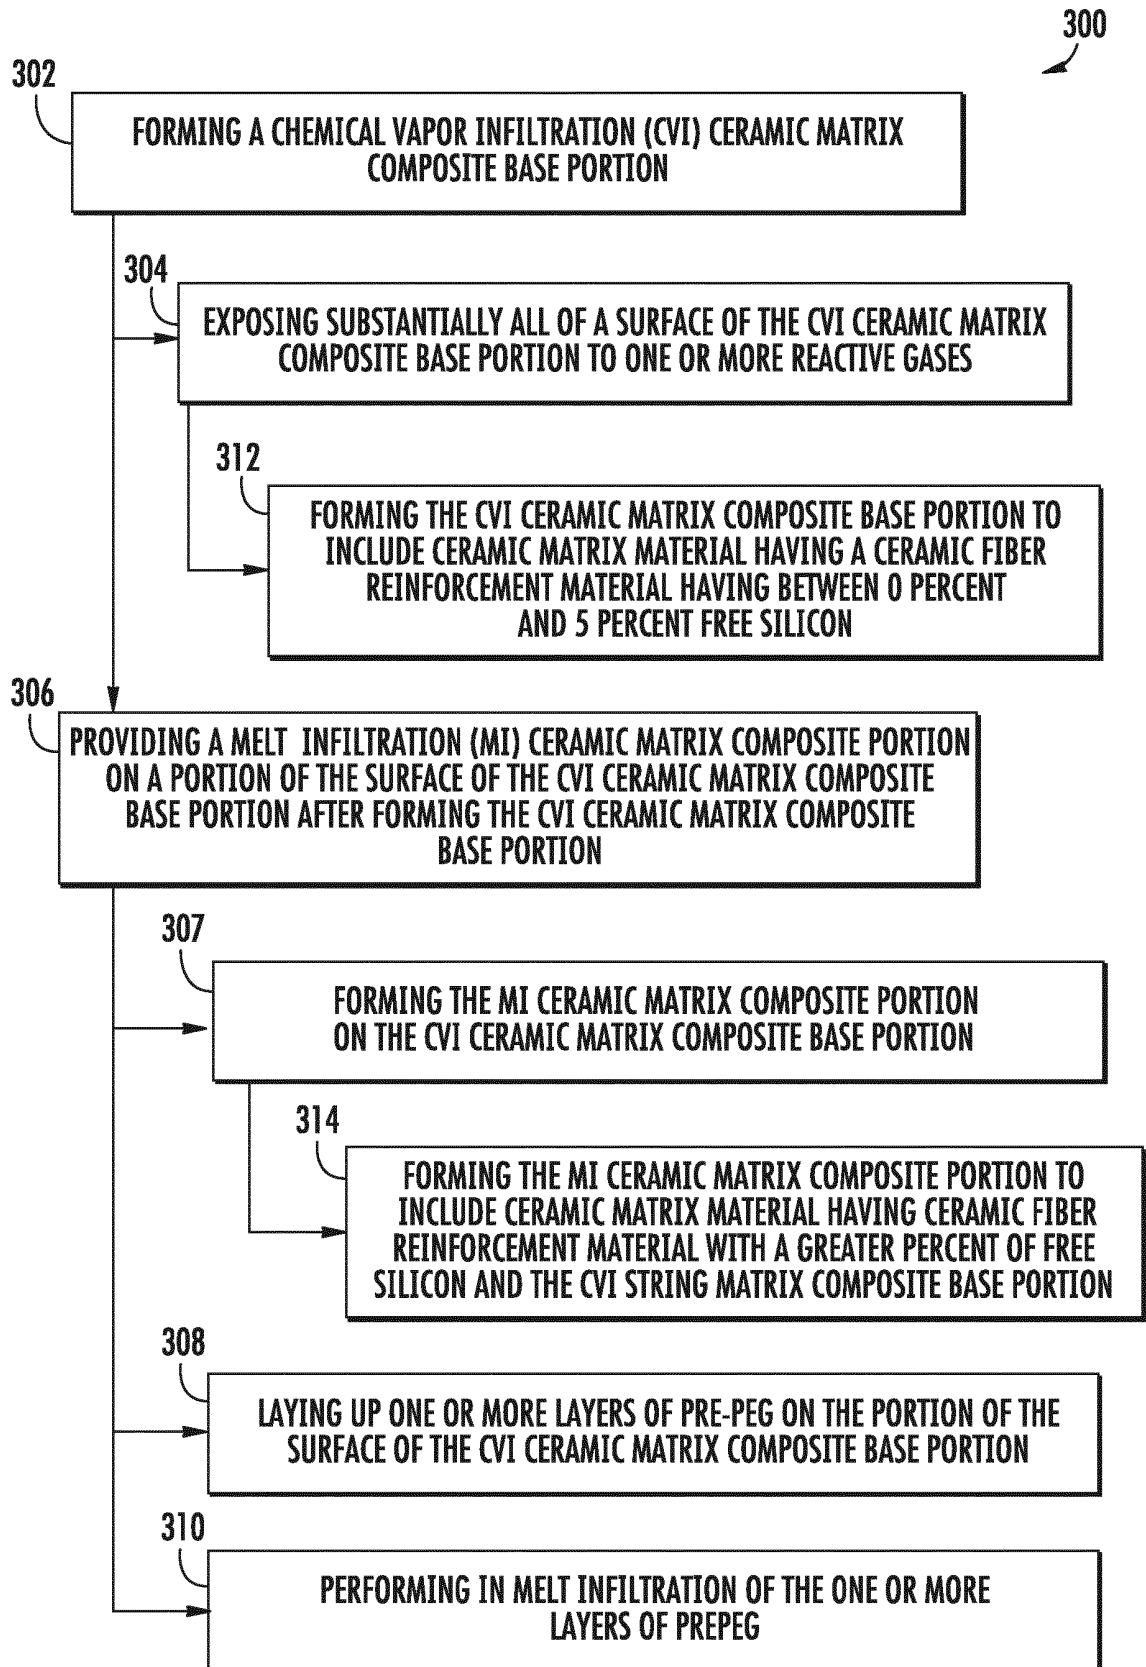 300
302
FORMING A CHEMICAL VAPOR INFILTRATION (CVI) CERAMIC MATRIX
COMPOSITE BASE PORTION
304
EXPOSING SUBSTANTIALLY ALL OF A SURFACE OF THE CVI CERAMIC MATRIX
COMPOSITE BASE PORTION TO ONE OR MORE REACTIVE GASES
312
FORMING THE CVI CERAMIC MATRIX COMPOSITE BASE PORTION TO
INCLUDE CERAMIC MATRIX MATERIAL HAVING A CERAMIC FIBER
REINFORCEMENT MATERIAL HAVING BETWEEN 0 PERCENT
AND 5 PERCENT FREE SILICON
306
PROVIDING A MELT INFILTRATION (MI) CERAMIC MATRIX COMPOSITE PORTION
ON A PORTION OF THE SURFACE OF THE CVI CERAMIC MATRIX COMPOSITE
BASE PORTION AFTER FORMING THE CVI CERAMIC MATRIX COMPOSITE
BASE PORTION
307
FORMING THE MI CERAMIC MATRIX COMPOSITE PORTION
ON THE CVI CERAMIC MATRIX COMPOSITE BASE PORTION
314
FORMING THE MI CERAMIC MATRIX COMPOSITE PORTION TO
INCLUDE CERAMIC MATRIX MATERIAL HAVING CERAMIC FIBER
REINFORCEMENT MATERIAL WITH A GREATER PERCENT OF FREE
SILICON AND THE CVI STRING MATRIX COMPOSITE BASE PORTION
308
LAYING UP ONE OR MORE LAYERS OF PRE-PEG ON THE PORTION OF THE
SURFACE OF THE CVI CERAMIC MATRIX COMPOSITE BASE PORTION
310
PERFORMING IN MELT INFILTRATION OF THE ONE OR MORE
LAYERS OF PREPEG